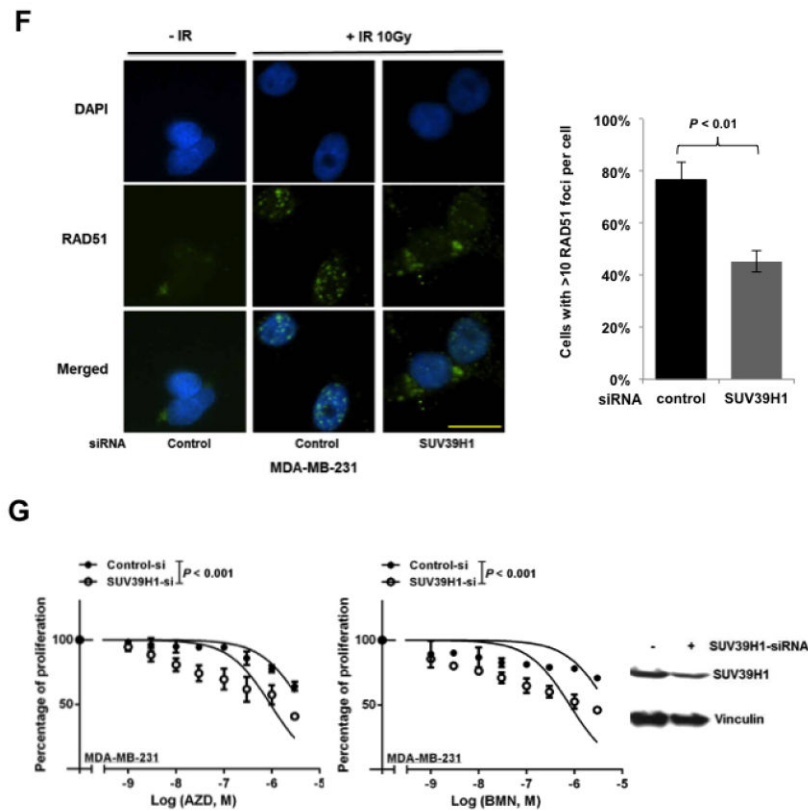 F
- IR
+ IR 10Gy
DAPI
RAD51
Merged
siRNA
Control
Control
SUV39H1
MDA-MB-231
Cells with >10 RAD51 foci per cell
100%
80%
60%
40%
20%
0%
P < 0.01
siRNA control SUV39H1
G
Control-si
SUV39H1-si
P < 0.001
Percentage of proliferation
100
50
MDA-MB-231
-9 -8 -7 -6 -5
Log (AZD, M)
Control-si
SUV39H1-si
P < 0.001
Percentage of proliferation
100
50
MDA-MB-231
-9 -8 -7 -6 -5
Log (BMN, M)
- + SUV39H1-siRNA
SUV39H1
Vinculin